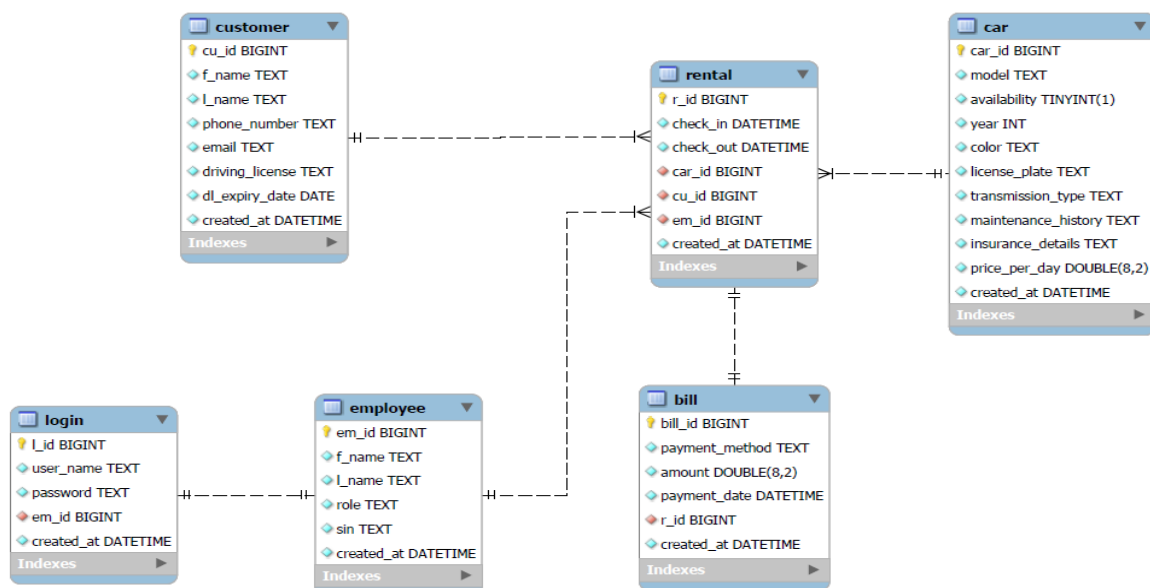 customer
cu_id BIGINT
f_name TEXT
l_name TEXT
phone_number TEXT
email TEXT
driving_license TEXT
dl_expiry_date DATE
created_at DATETIME
Indexes
rental
r_id BIGINT
check_in DATETIME
check_out DATETIME
car_id BIGINT
cu_id BIGINT
em_id BIGINT
created_at DATETIME
Indexes
car
car_id BIGINT
model TEXT
availability TINYINT(1)
year INT
color TEXT
license_plate TEXT
transmission_type TEXT
maintenance_history TEXT
insurance_details TEXT
price_per_day DOUBLE(8,2)
created_at DATETIME
Indexes
login
l_id BIGINT
user_name TEXT
password TEXT
em_id BIGINT
created_at DATETIME
Indexes
employee
em_id BIGINT
f_name TEXT
l_name TEXT
role TEXT
sin TEXT
created_at DATETIME
Indexes
bill
bill_id BIGINT
payment_method TEXT
amount DOUBLE(8,2)
payment_date DATETIME
r_id BIGINT
created_at DATETIME
Indexes